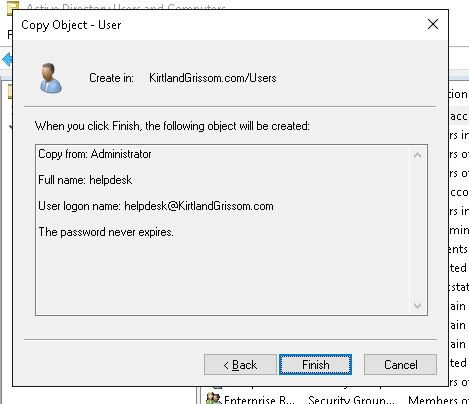 Active Directory Users and Computers
Copy Object - User
Create in: KirtlandGrissom.com/Users
When you click Finish, the following object will be created:
Copy from: Administrator
Full name: helpdesk
User logon name: helpdesk@KirtlandGrissom.com
The password never expires.
< Back
Finish
Cancel
Enterprise R... Security Group... Members of